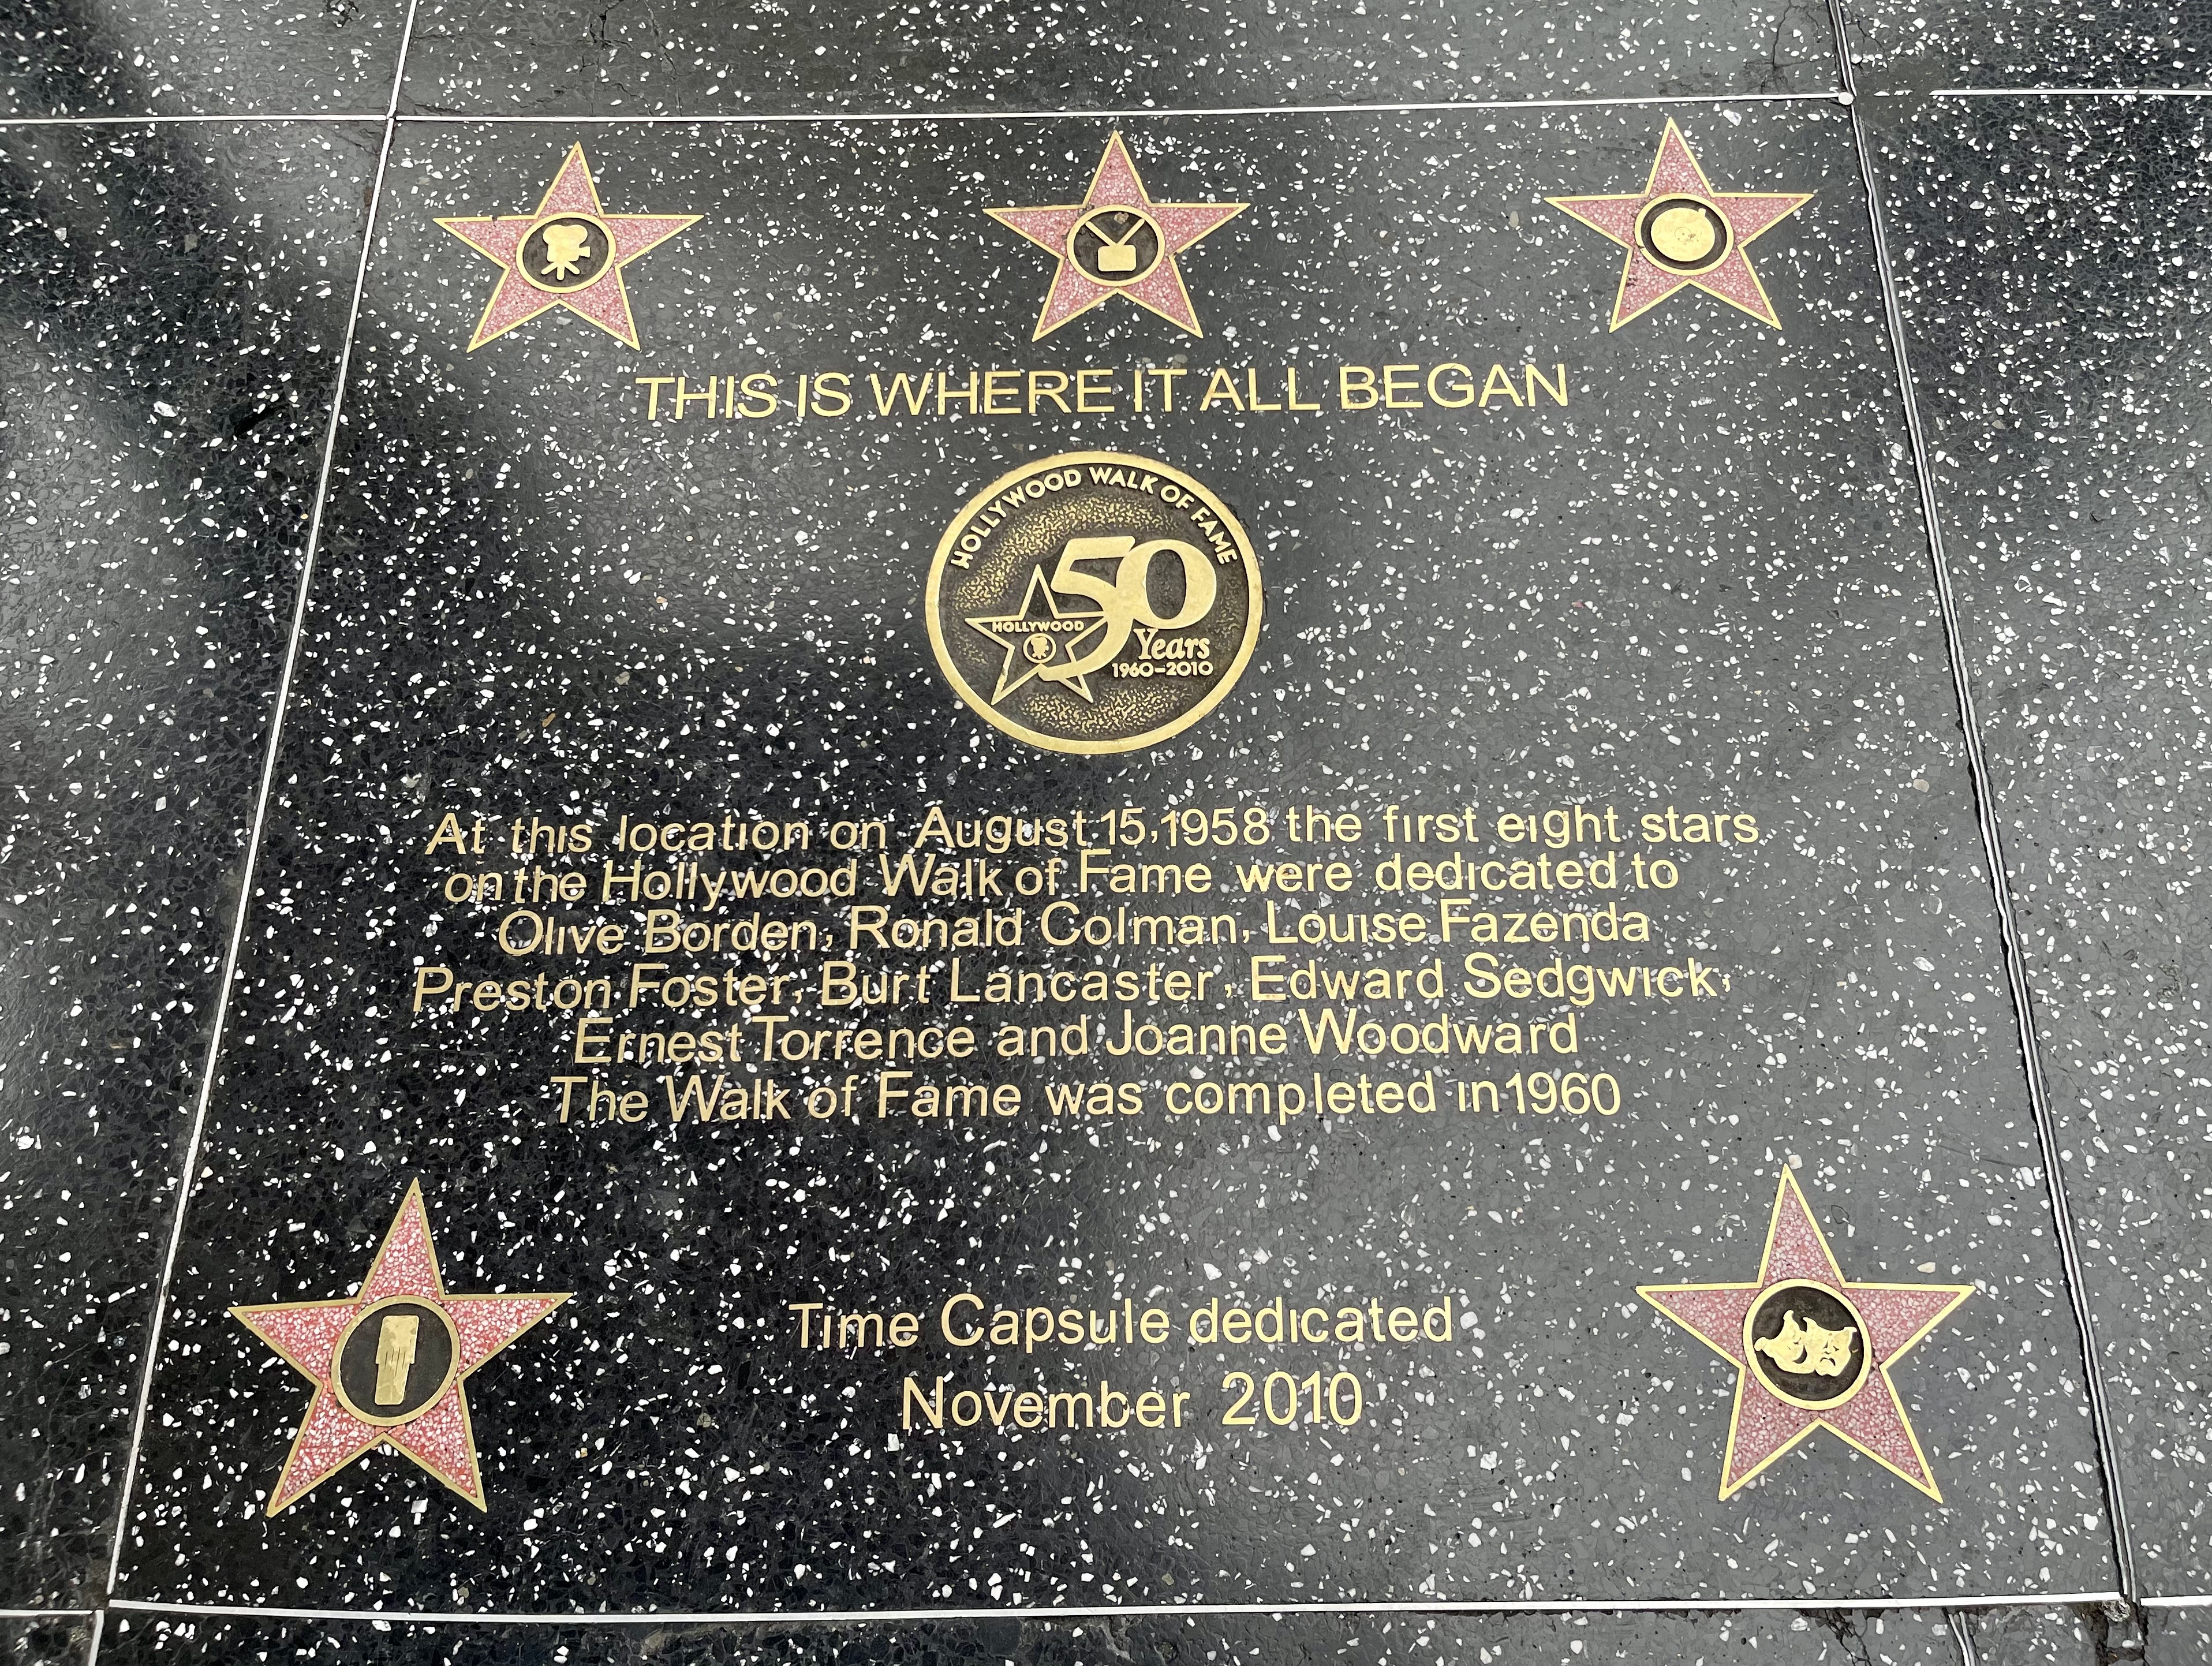 THIS IS WHERE IT ALL BEGAN
HOLLYWOOD WALK OF FAME
50
HOLLYWOOD
Years
1960-2010
At this location on August 15,1958 the first eight stars
on the Hollywood Walk of Fame were dedicated to
Olive Borden, Ronald Colman, Louise Fazenda
Preston Foster, Burt Lancaster, Edward Sedgwick,
Ernest Torrence and Joanne Woodward
The Walk of Fame was completed in 1960
Time Capsule dedicated
November 2010